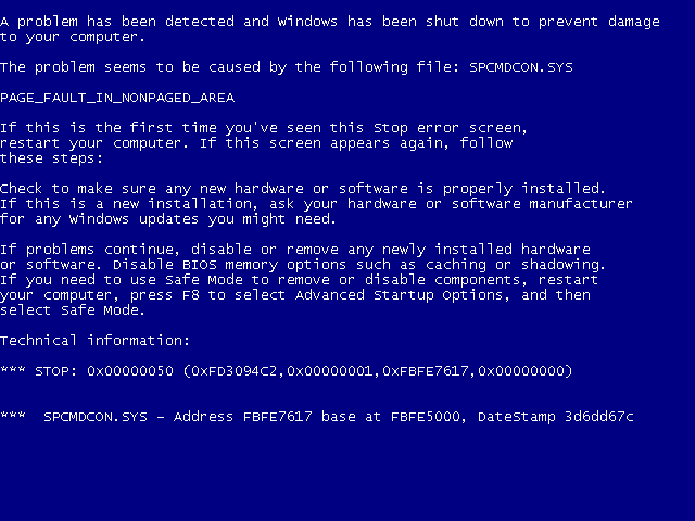 A problem has been detected and Windows has been shut down to prevent damage
to your computer.
The problem seems to be caused by the following file: SPCMDCON.SYS
PAGE_FAULT_IN_NONPAGED_AREA
If this is the first time you've seen this Stop error screen,
restart your computer. If this screen appears again, follow
these steps:
Check to make sure any new hardware or software is properly installed.
If this is a new installation, ask your hardware or software manufacturer
for any Windows updates you might need.
If problems continue, disable or remove any newly installed hardware
or software. Disable BIOS memory options such as caching or shadowing.
If you need to use Safe Mode to remove or disable components, restart
your computer, press F8 to select Advanced Startup Options, and then
select Safe Mode.
Technical information:
*** STOP: 0x00000050 (0xFD3094C2,0x00000001,0xFBFE7617,0x00000000)
***  SPCMDCON.SYS - Address FBFE7617 base at FBFE5000, DateStamp 3d6dd67c